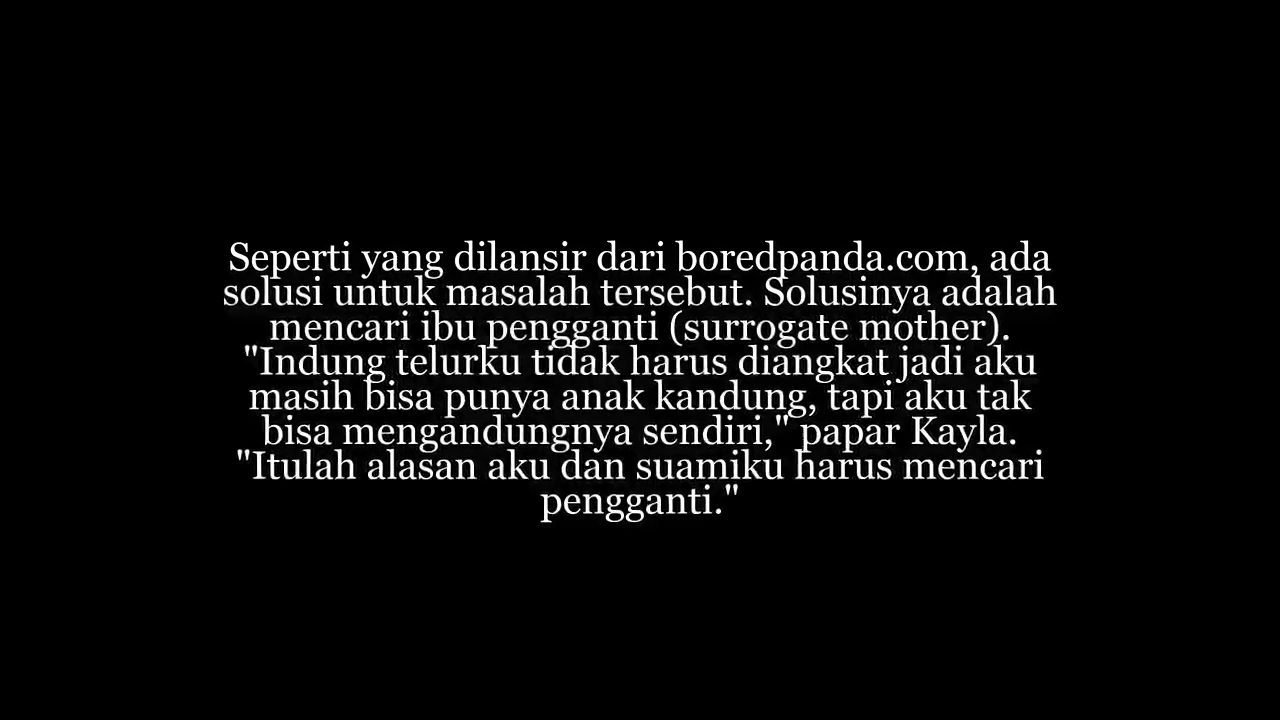 Seperti yang dilansir dari boredpanda.com, ada
solusi untuk masalah tersebut. Solusinya adalah
mencari ibu pengganti (surrogate mother).
"Indung telurku tidak harus diangkat jadi aku
masih bisa punya anak kandung, tapi aku tak
bisa mengandungnya sendiri," papar Kayla.
"Itulah alasan aku dan suamiku harus mencari
pengganti."